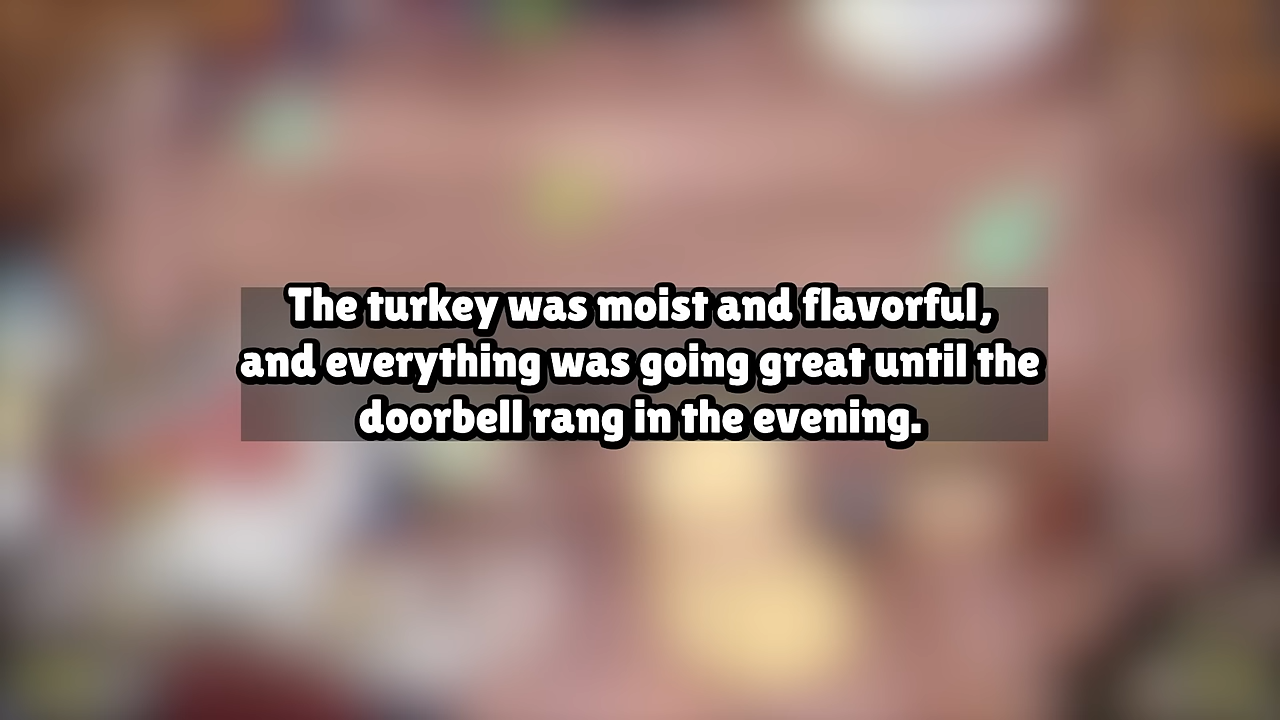 The turkey was moist and flavorful,
and everything was going great until the
doorbell rang in the evening.